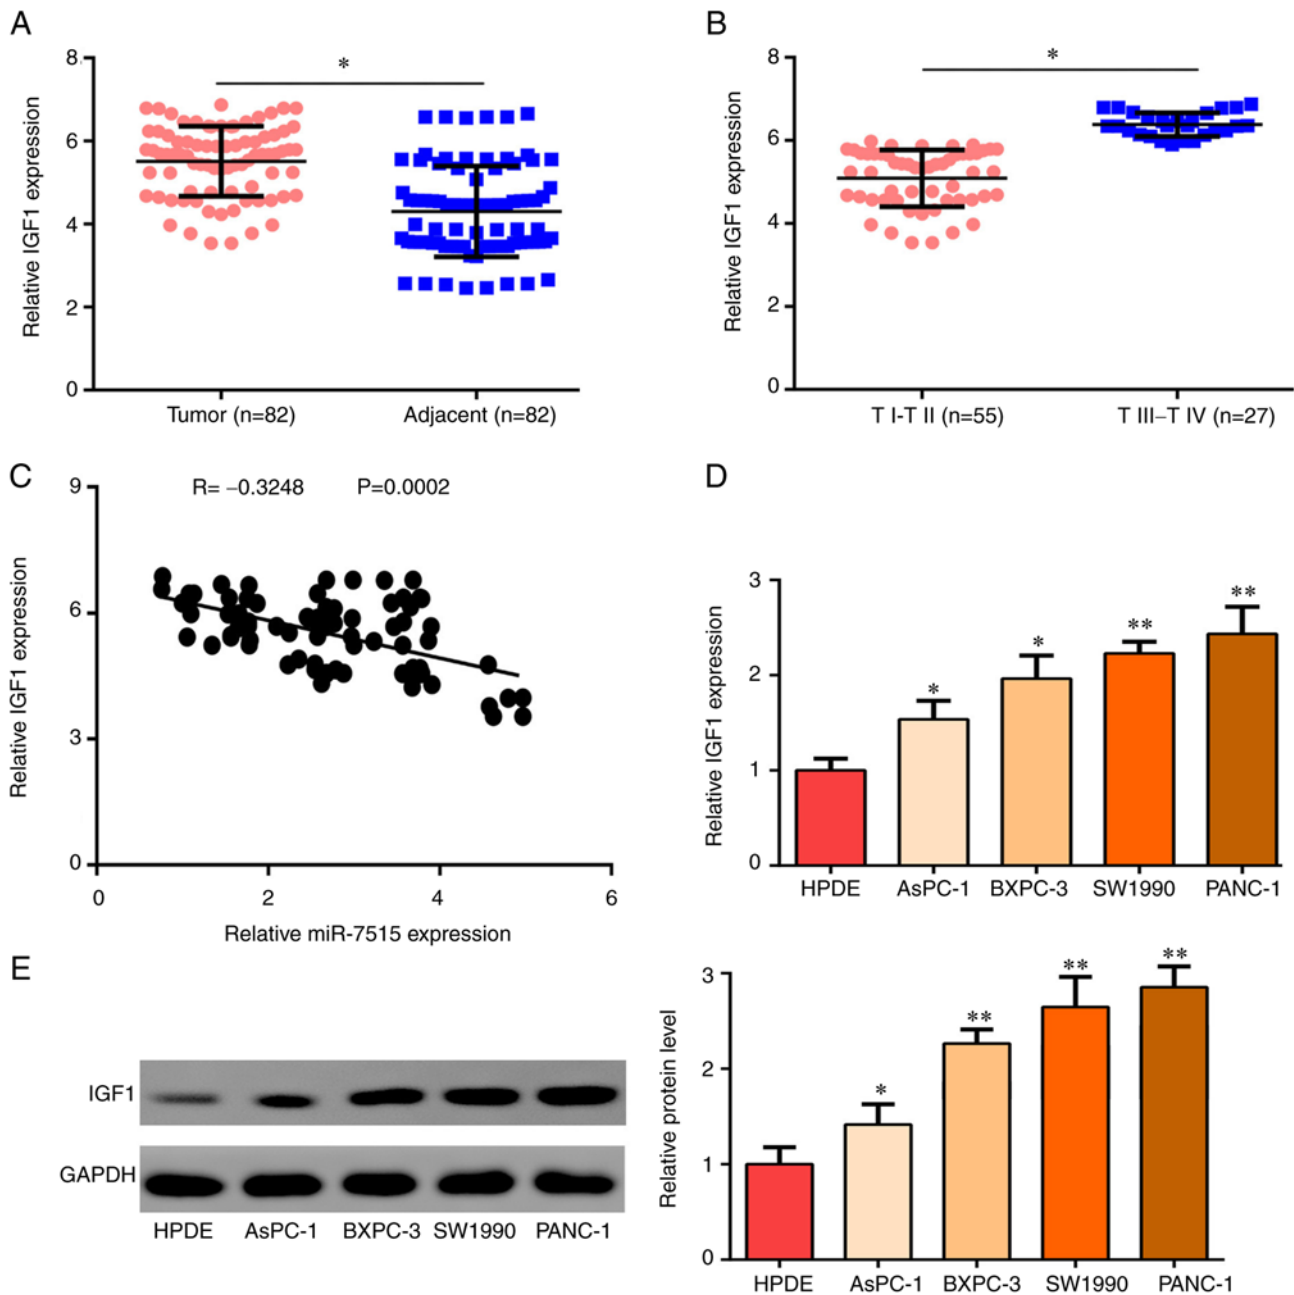 A
Relative IGF1 expression
8
6
4
2
0
*
Tumor (n=82)
Adjacent (n=82)
B
Relative IGF1 expression
8
6
4
2
0
*
T I-T II (n=55)
T III–T IV (n=27)
C
R= −0.3248
P=0.0002
Relative IGF1 expression
9
6
3
0
0
2
4
6
Relative miR-7515 expression
D
Relative IGF1 expression
3
2
1
0
*
*
**
**
HPDE
AsPC-1
BXPC-3
SW1990
PANC-1
E
IGF1
GAPDH
HPDE
AsPC-1
BXPC-3
SW1990
PANC-1
Relative protein level
3
2
1
0
*
**
**
**
HPDE
AsPC-1
BXPC-3
SW1990
PANC-1